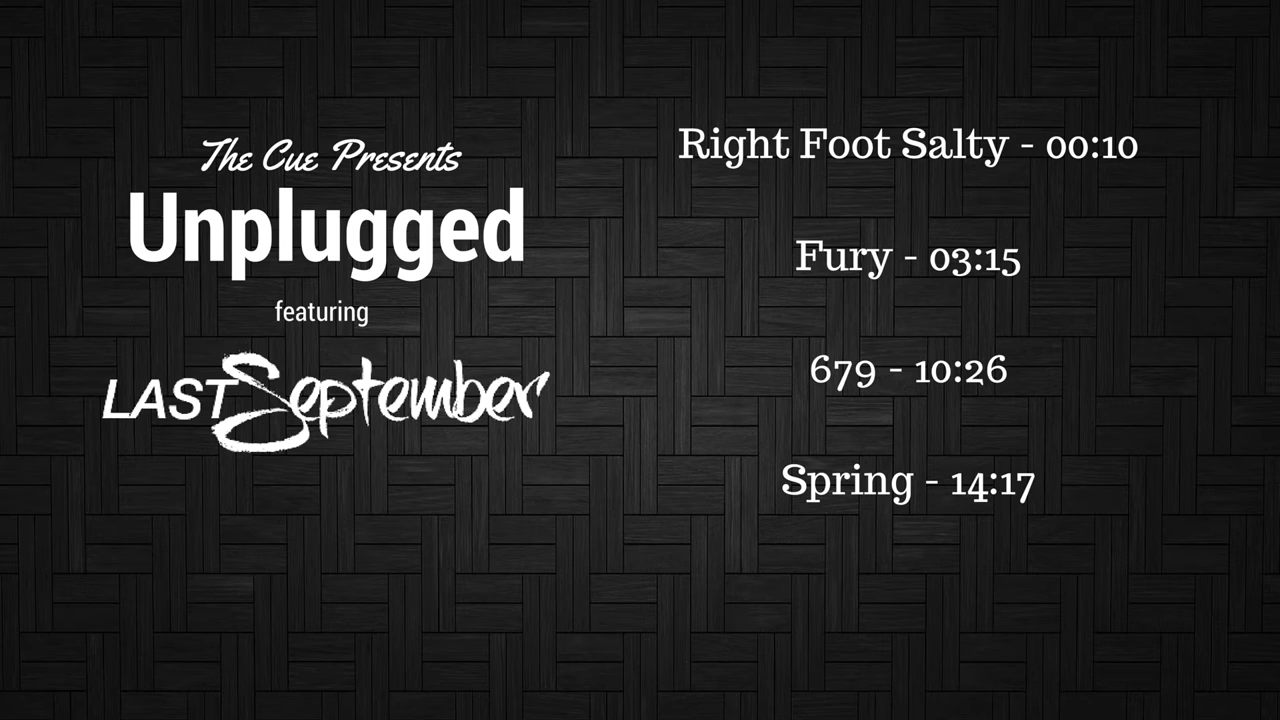 The Cue Presents
Unplugged
featuring
LAST September
Right Foot Salty - 00:10
Fury - 03:15
679 - 10:26
Spring - 14:17